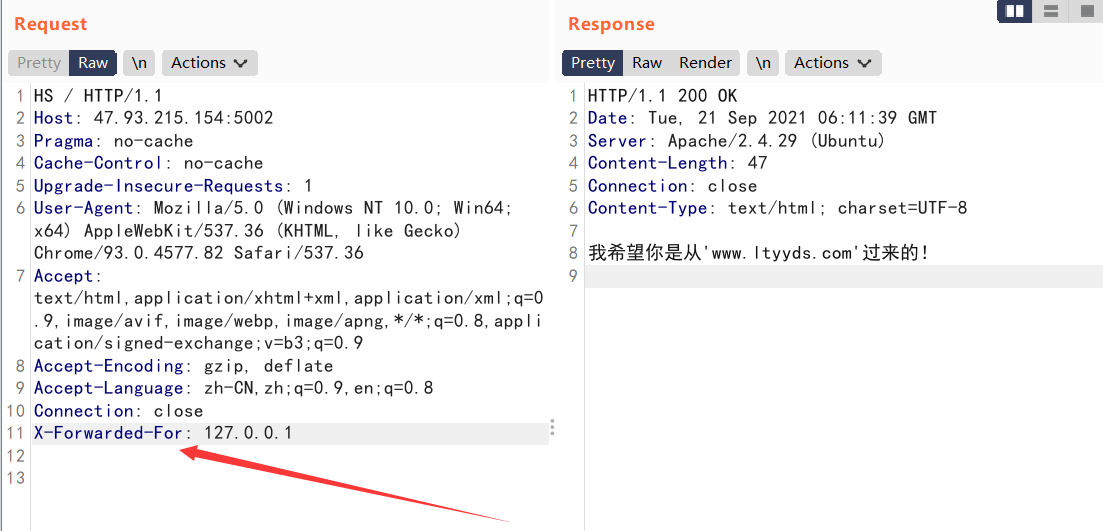 Request
Pretty Raw \n Actions
1 HS / HTTP/1.1
2 Host: 47.93.215.154:5002
3 Pragma: no-cache
4 Cache-Control: no-cache
5 Upgrade-Insecure-Requests: 1
6 User-Agent: Mozilla/5.0 (Windows NT 10.0; Win64;
x64) AppleWebKit/537.36 (KHTML, like Gecko)
Chrome/93.0.4577.82 Safari/537.36
7 Accept:
text/html,application/xhtml+xml,application/xml;q=0
.9,image/avif,image/webp,image/apng,*/*;q=0.8,appli
cation/signed-exchange;v=b3;q=0.9
8 Accept-Encoding: gzip, deflate
9 Accept-Language: zh-CN,zh;q=0.9,en;q=0.8
10 Connection: close
11 X-Forwarded-For: 127.0.0.1
12
13
Response
Pretty Raw Render \n Actions
1 HTTP/1.1 200 OK
2 Date: Tue, 21 Sep 2021 06:11:39 GMT
3 Server: Apache/2.4.29 (Ubuntu)
4 Content-Length: 47
5 Connection: close
6 Content-Type: text/html; charset=UTF-8
7
8 我希望你是从'www.ltyyds.com'过来的!
9